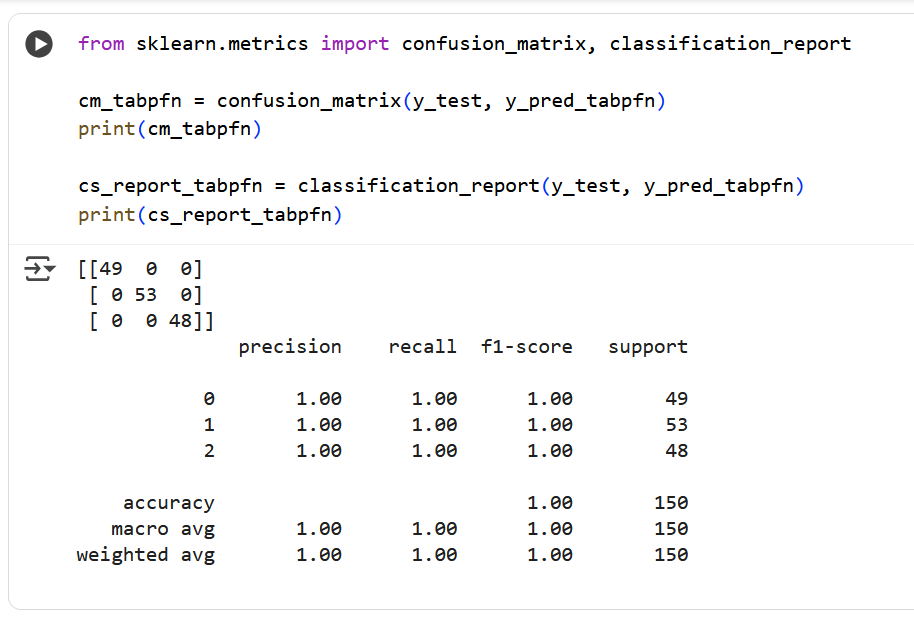 from sklearn.metrics import confusion_matrix, classification_report
cm_tabpfn = confusion_matrix(y_test, y_pred_tabpfn)
print(cm_tabpfn)
cs_report_tabpfn = classification_report(y_test, y_pred_tabpfn)
print(cs_report_tabpfn)
[[49  0  0]
 [ 0 53  0]
 [ 0  0 48]]
              precision    recall  f1-score   support
           0       1.00      1.00      1.00        49
           1       1.00      1.00      1.00        53
           2       1.00      1.00      1.00        48
    accuracy                           1.00       150
   macro avg       1.00      1.00      1.00       150
weighted avg       1.00      1.00      1.00       150